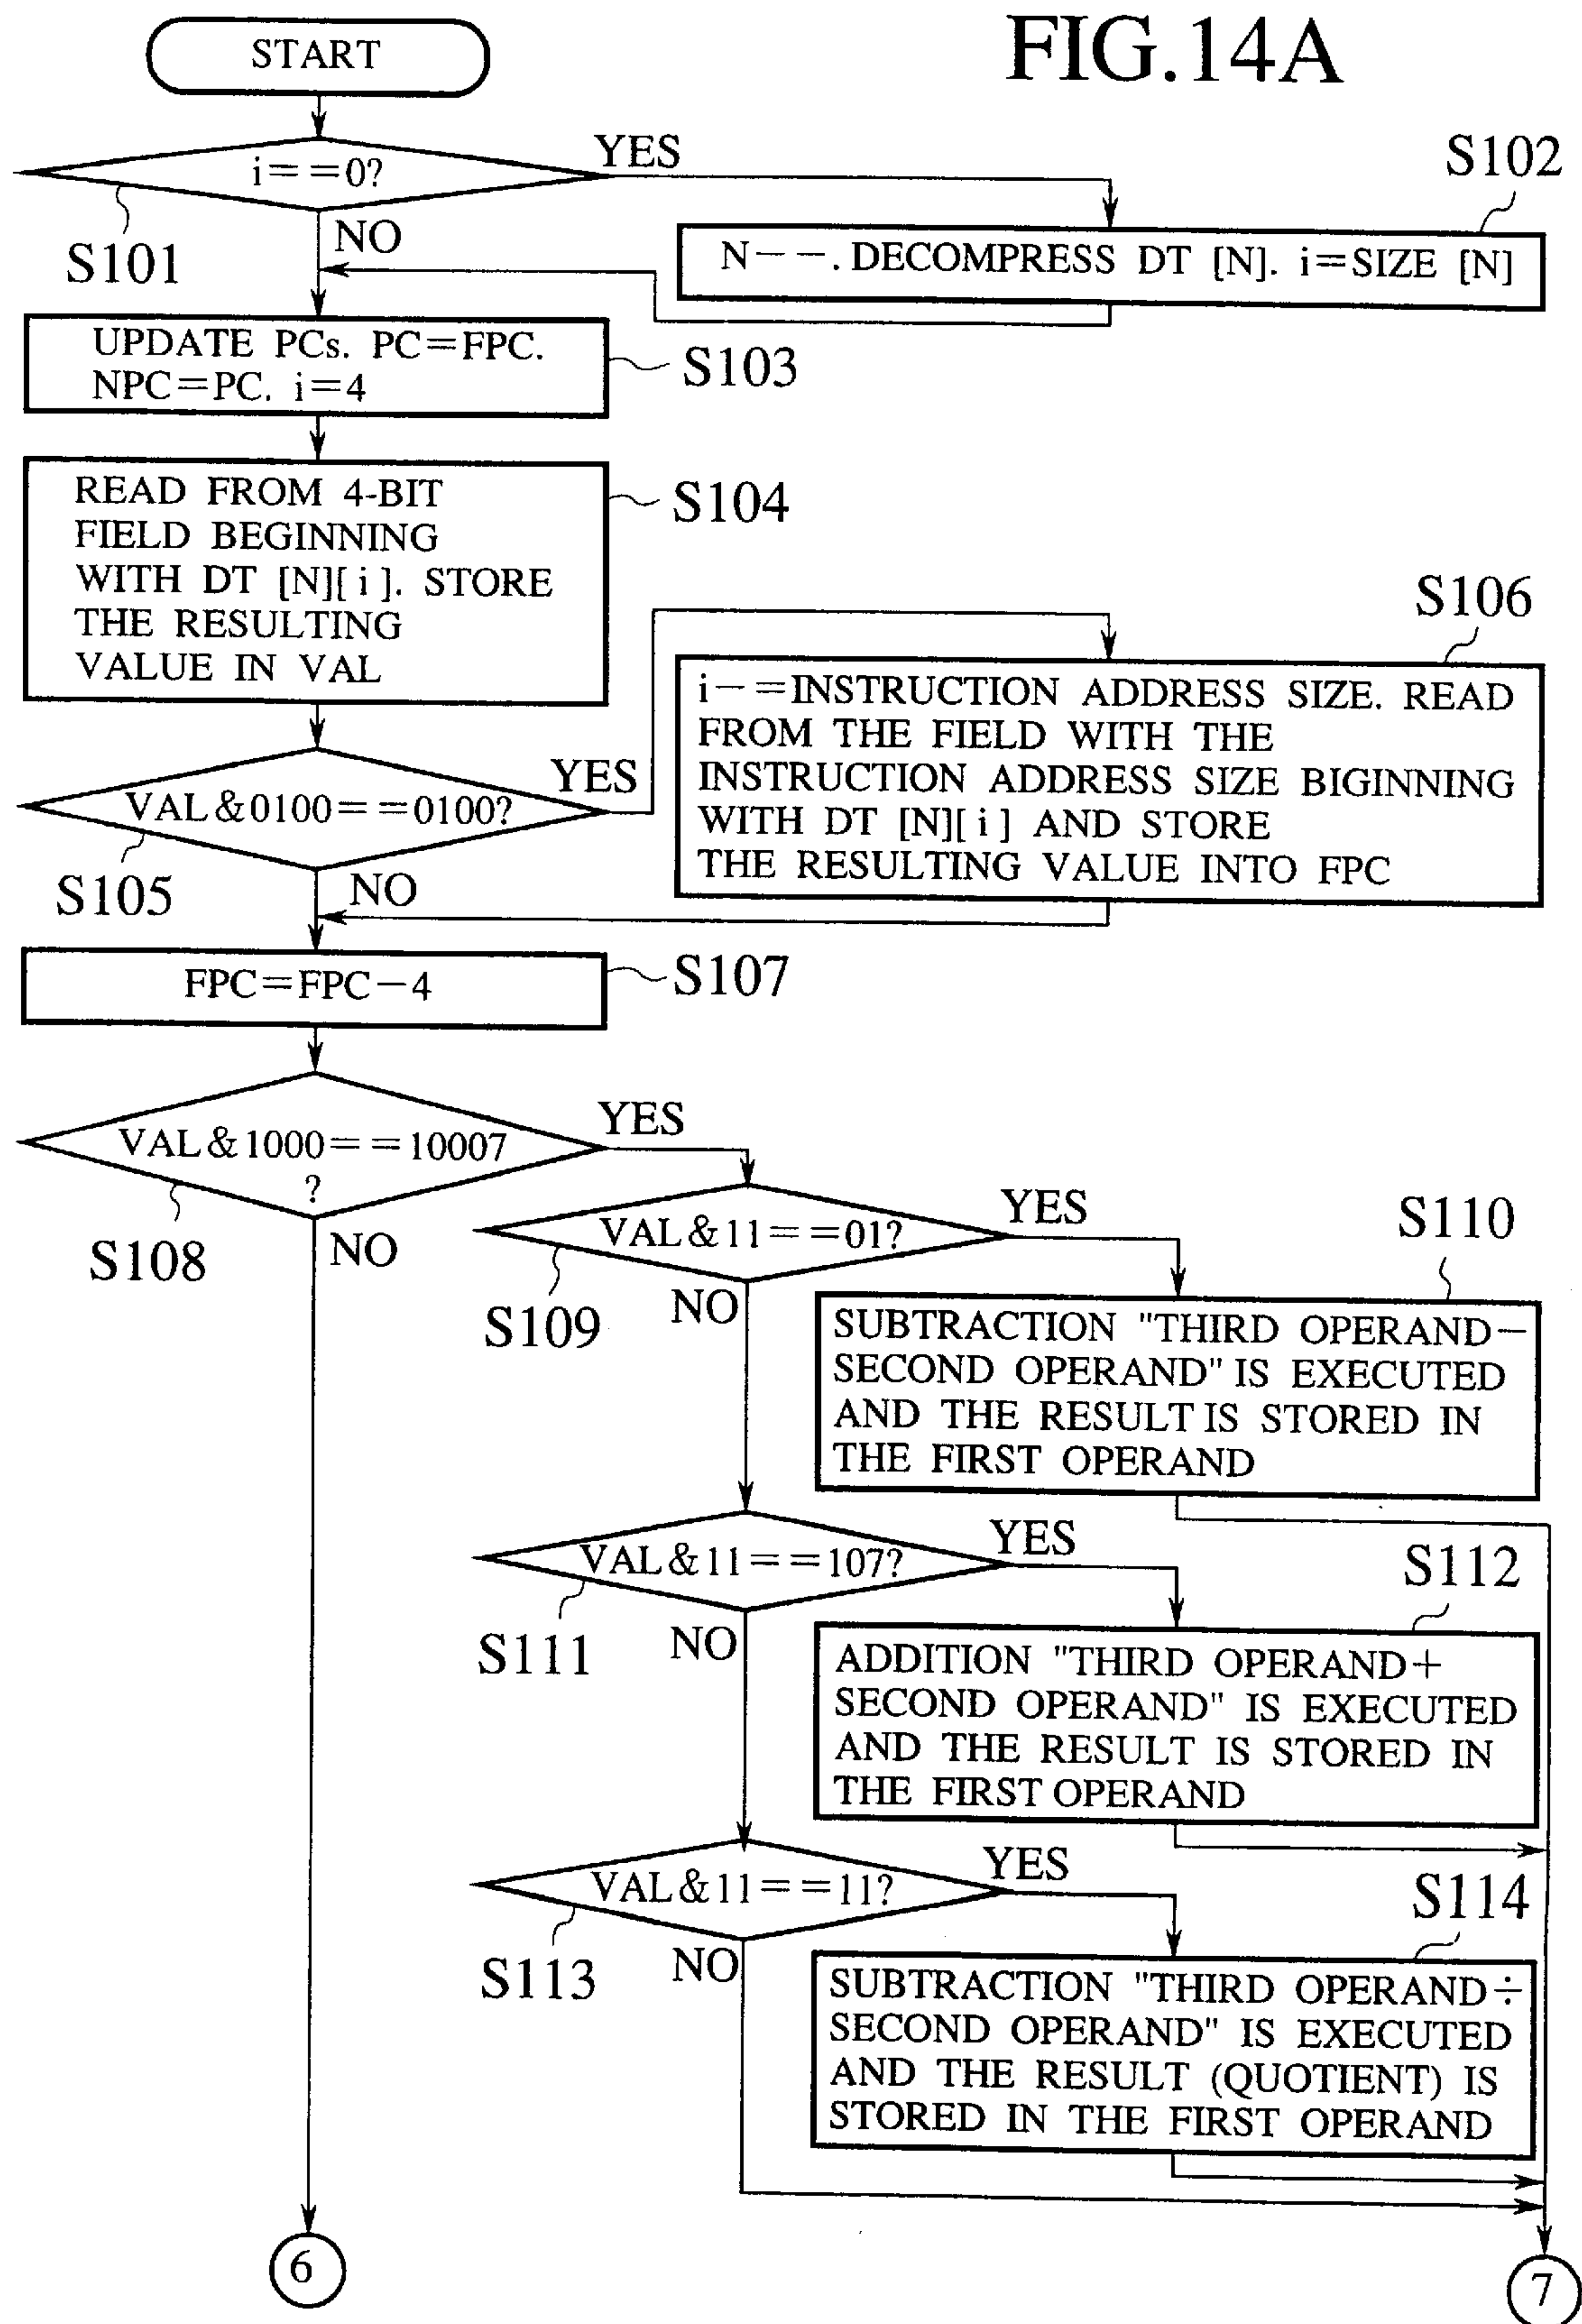 FIG.14A
START
i==0?
YES
S102
S101
NO
N--. DECOMPRESS DT [N]. i=SIZE [N]
UPDATE PCs. PC=FPC.
NPC=PC. i=4
S103
READ FROM 4-BIT
FIELD BEGINNING
WITH DT [N][i]. STORE
THE RESULTING
VALUE IN VAL
S104
S106
i-=INSTRUCTION ADDRESS SIZE. READ
FROM THE FIELD WITH THE
INSTRUCTION ADDRESS SIZE BIGINNING
WITH DT [N][i] AND STORE
THE RESULTING VALUE INTO FPC
VAL&0100==0100?
YES
S105
NO
FPC=FPC-4
S107
VAL&1000==10007
?
YES
S108
NO
VAL&11==01?
YES
S110
S109
NO
SUBTRACTION "THIRD OPERAND-
SECOND OPERAND" IS EXECUTED
AND THE RESULT IS STORED IN
THE FIRST OPERAND
VAL&11==107?
YES
S112
S111
NO
ADDITION "THIRD OPERAND+
SECOND OPERAND" IS EXECUTED
AND THE RESULT IS STORED IN
THE FIRST OPERAND
VAL&11==11?
YES
S114
S113
NO
SUBTRACTION "THIRD OPERAND÷
SECOND OPERAND" IS EXECUTED
AND THE RESULT (QUOTIENT) IS
STORED IN THE FIRST OPERAND
6
7